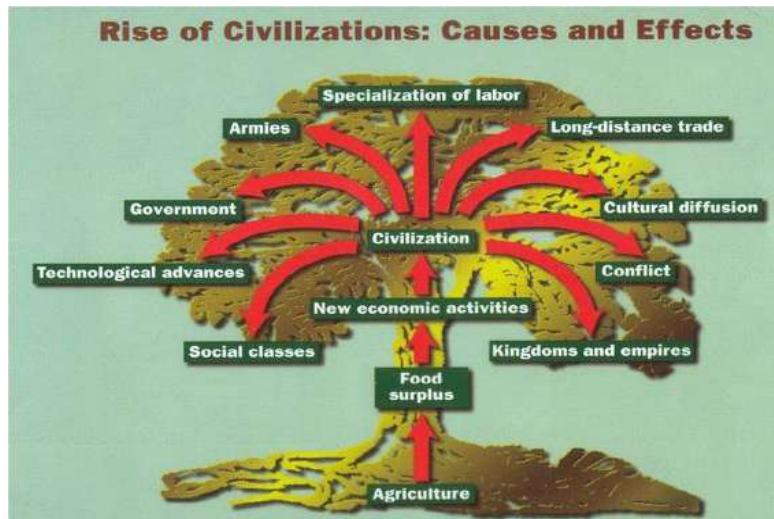 Rise of Civilizations: Causes and Effects
Specialization of labor
Armies
Long-distance trade
Government
Cultural diffusion
Civilization
Technological advances
Conflict
New economic activities
Social classes
Kingdoms and empires
Food
surplus
Agriculture